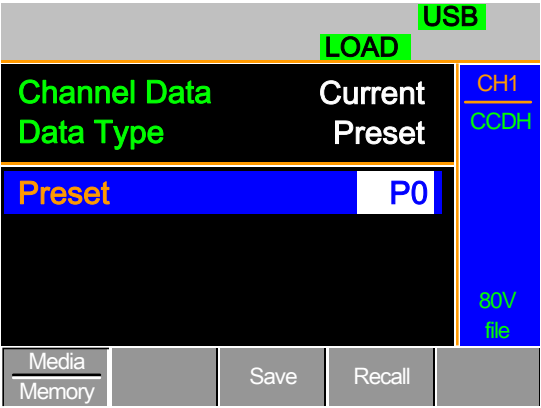 USB
LOAD
Channel Data Current
Data Type Preset
Preset P0
CH1
CCDH
80V
file
Media
Memory
Save
Recall